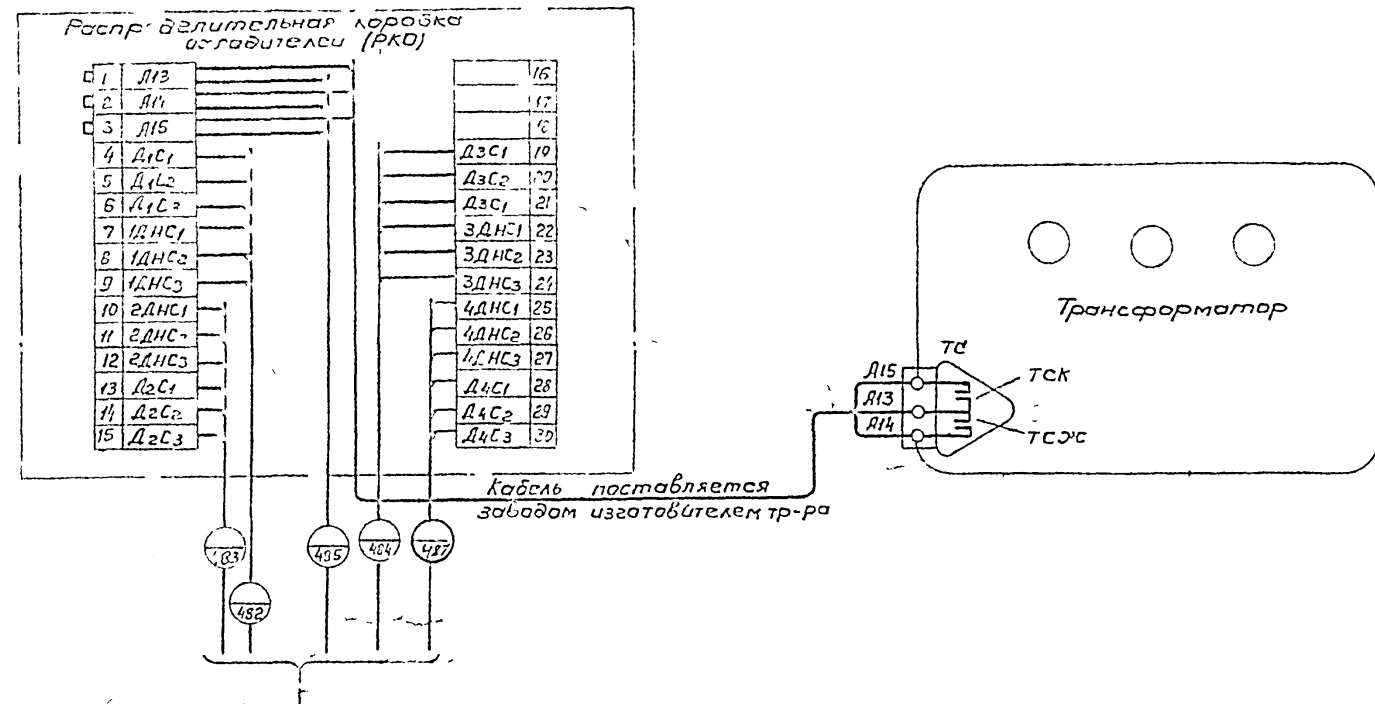 Распределительная коробка
охладителей (РКО)
1 Л13
2 Л14
3 Л15
4 Д1С1
5 Д1С2
6 Д1С3
7 1ДНС1
8 1ДНС2
9 1ДНС3
10 2ДНС1
11 2ДНС
12 2ДНС3
13 Д2С1
14 Д2С2
15 Д2С3
16
17
18
Д3С1 19
Д3С2 20
Д3С1 21
3ДНС1 22
3ДНС2 23
3ДНС3 24
4ДНС1 25
4ДНС2 26
4ДНС3 27
Д4С1 28
Д4С2 29
Д4С3 30
Трансформатор
ТС
ТСК
ТСЖ
Л15
Л13
Л14
Кабель поставляется
заводом изготовителем тр-ра
483
482
485
484
487